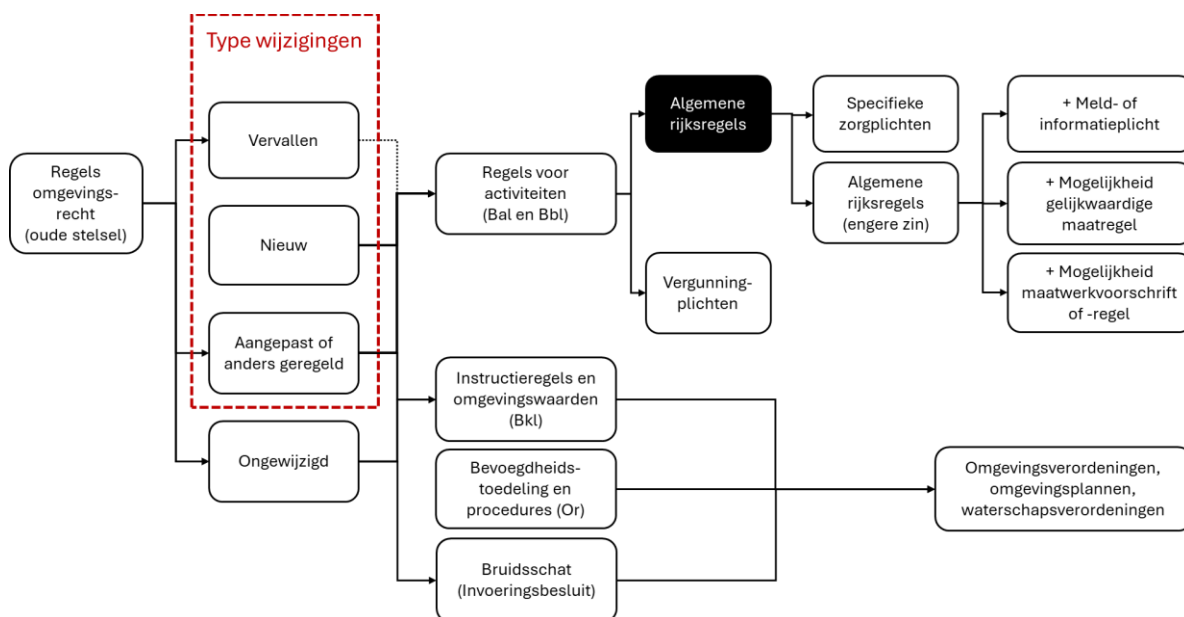 Type wijzigingen
Regels
omgevings-
recht
(oude stelsel)
Vervallen
Nieuw
Aangepast of
anders geregeld
Ongewijzigd
Regels voor
activiteiten
(Bal en Bbl)
Instructieregels en
omgevingswaarden
(Bkl)
Bevoegdheids-
toedeling en
procedures (Or)
Bruidsschat
(Invoeringsbesluit)
Algemene
rijksregels
Vergunning-
plichten
Specifieke
zorgplichten
Algemene
rijksregels
(engere zin)
+ Meld- of
informatieplicht
+ Mogelijkheid
gelijkwaardige
maatregel
+ Mogelijkheid
maatwerkvoorschrift
of -regel
Omgevingsverordeningen,
omgevingsplannen,
waterschapsverordeningen